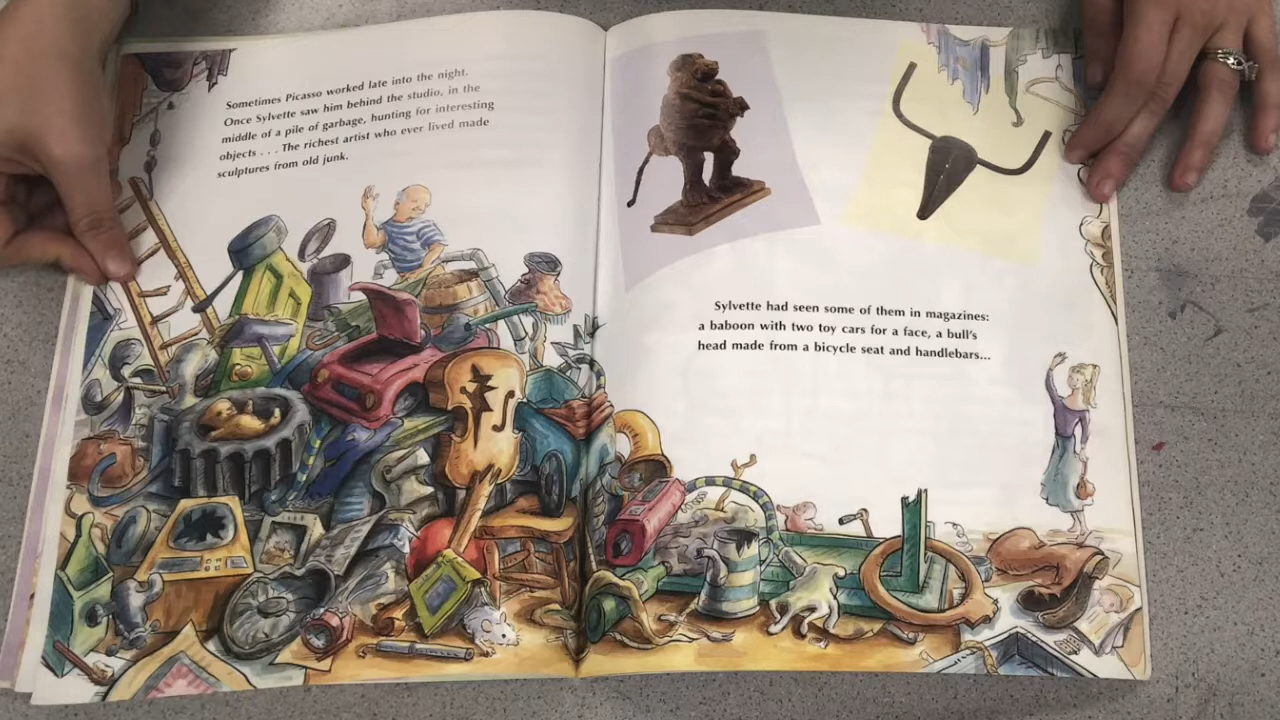 Sometimes Picasso worked late into the night.
Once Sylvette saw him behind the studio, in the
middle of a pile of garbage, hunting for interesting
objects . . . The richest artist who ever lived made
sculptures from old junk.
Sylvette had seen some of them in magazines:
a baboon with two toy cars for a face, a bull's
head made from a bicycle seat and handlebars...